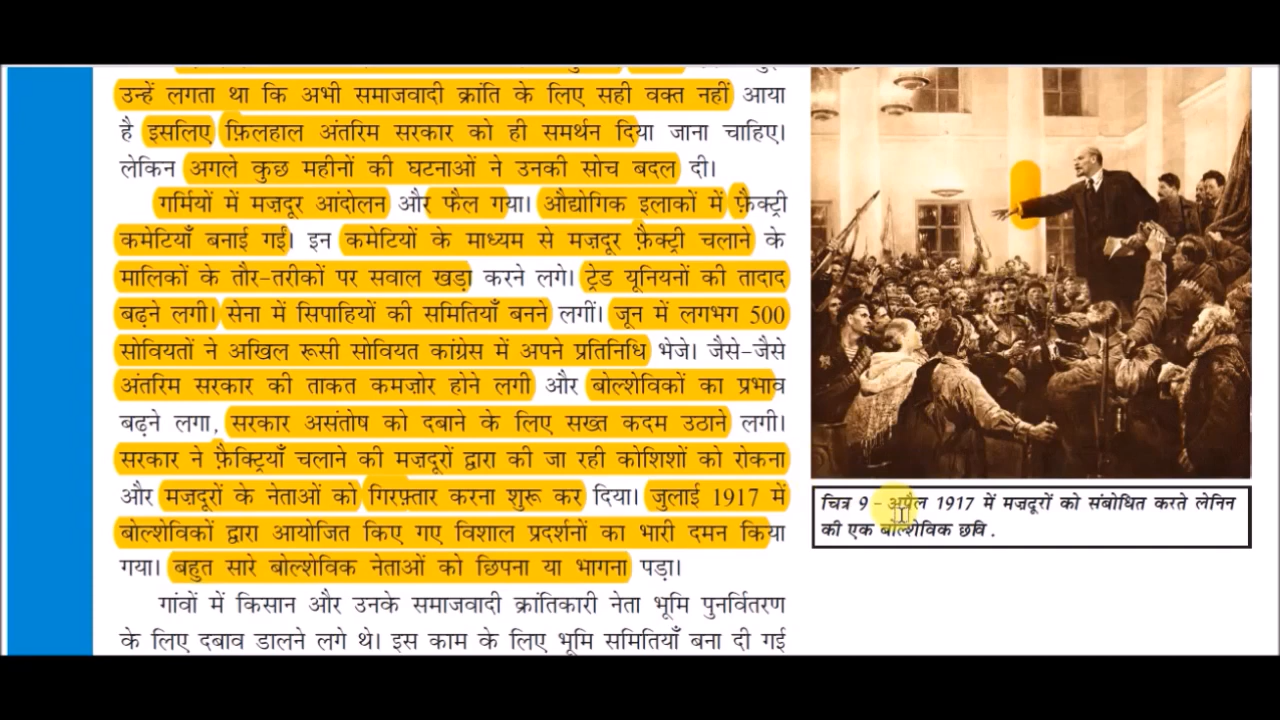 उन्हें लगता था कि अभी समाजवादी क्रांति के लिए सही वक्त नहीं आया
है इसलिए फ़िलहाल अंतरिम सरकार को ही समर्थन दिया जाना चाहिए।
लेकिन अगले कुछ महीनों की घटनाओं ने उनकी सोच बदल दी।
गर्मियों में मज़दूर आंदोलन और फैल गया। औद्योगिक इलाकों में फ़ैक्ट्री
कमेटियाँ बनाई गईं। इन कमेटियों के माध्यम से मज़दूर फ़ैक्ट्री चलाने के
मालिकों के तौर-तरीकों पर सवाल खड़ा करने लगे। ट्रेड यूनियनों की तादाद
बढ़ने लगी। सेना में सिपाहियों की समितियाँ बनने लगीं। जून में लगभग 500
सोवियतों ने अखिल रूसी सोवियत कांग्रेस में अपने प्रतिनिधि भेजे। जैसे-जैसे
अंतरिम सरकार की ताकत कमज़ोर होने लगी और बोल्शेविकों का प्रभाव
बढ़ने लगा, सरकार असंतोष को दबाने के लिए सख्त कदम उठाने लगी।
सरकार ने फ़ैक्ट्रियाँ चलाने की मज़दूरों द्वारा की जा रही कोशिशों को रोकना
और मज़दूरों के नेताओं को गिरफ़्तार करना शुरू कर दिया। जुलाई 1917 में
बोल्शेविकों द्वारा आयोजित किए गए विशाल प्रदर्शनों का भारी दमन किया
गया। बहुत सारे बोल्शेविक नेताओं को छिपना या भागना पड़ा।
गांवों में किसान और उनके समाजवादी क्रांतिकारी नेता भूमि पुनर्वितरण
के लिए दबाव डालने लगे थे। इस काम के लिए भूमि समितियाँ बना दी गई
चित्र 9 - अप्रैल 1917 में मज़दूरों को संबोधित करते लेनिन
की एक बोल्शेविक छवि .